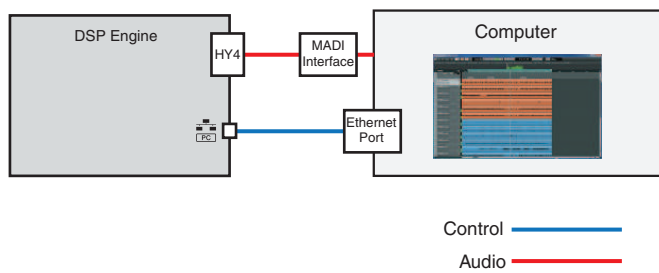 DSP Engine
HY4
MADI
Interface
Computer
PC
Ethernet
Port
Control
Audio